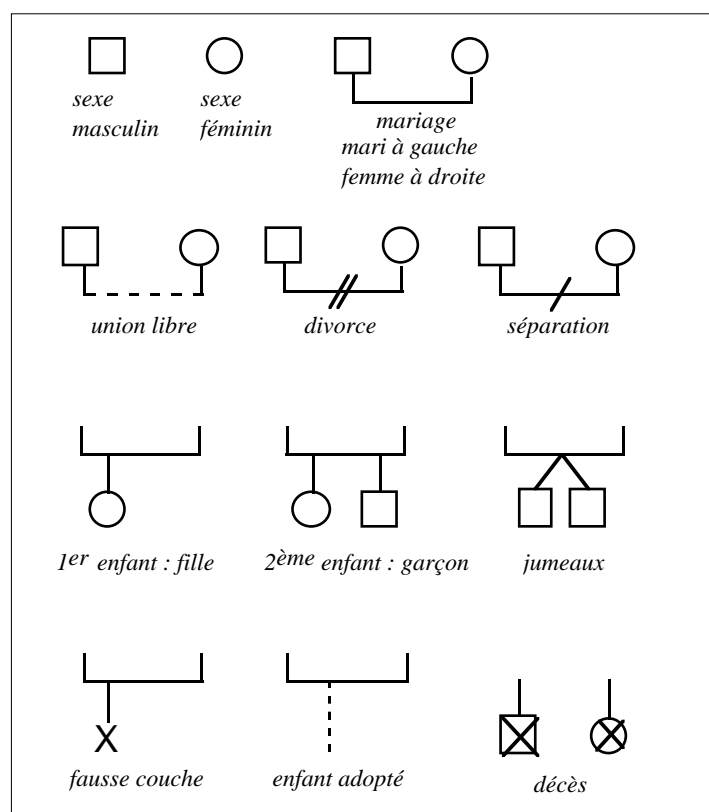 sexe masculin
sexe féminin
mariage
mari à gauche
femme à droite
union libre
divorce
séparation
1er enfant : fille
2ème enfant : garçon
jumeaux
X
fausse couche
enfant adopté
décès